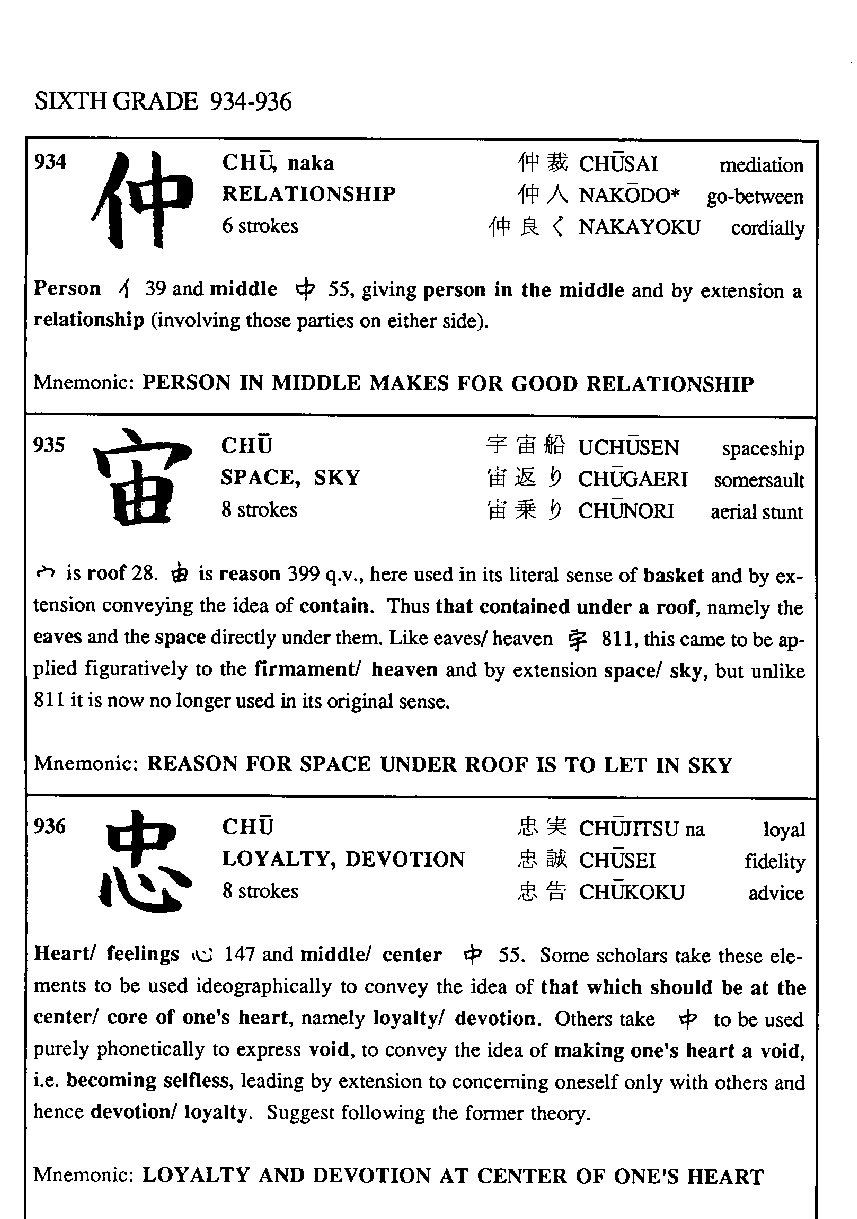 SIXTH GRADE 934-936
934 仲 CHŪ, naka 仲裁 CHŪSAI mediation
RELATIONSHIP 仲人 NAKŌDO* go-between
6 strokes 仲良く NAKAYOKU cordially
Person イ 39 and middle 中 55, giving person in the middle and by extension a
relationship (involving those parties on either side).
Mnemonic: PERSON IN MIDDLE MAKES FOR GOOD RELATIONSHIP
935 宙 CHŪ 宇宙船 UCHŪSEN spaceship
SPACE, SKY 宙返り CHŪGAERI somersault
8 strokes 宙乗り CHŪNORI aerial stunt
宀 is roof 28. 由 is reason 399 q.v., here used in its literal sense of basket and by ex-
tension conveying the idea of contain. Thus that contained under a roof, namely the
eaves and the space directly under them. Like eaves/ heaven 宇 811, this came to be ap-
plied figuratively to the firmament/ heaven and by extension space/ sky, but unlike
811 it is now no longer used in its original sense.
Mnemonic: REASON FOR SPACE UNDER ROOF IS TO LET IN SKY
936 忠 CHŪ 忠実 CHŪJITSU na loyal
LOYALTY, DEVOTION 忠誠 CHŪSEI fidelity
8 strokes 忠告 CHŪKOKU advice
Heart/ feelings 心 147 and middle/ center 中 55. Some scholars take these ele-
ments to be used ideographically to convey the idea of that which should be at the
center/ core of one's heart, namely loyalty/ devotion. Others take 中 to be used
purely phonetically to express void, to convey the idea of making one's heart a void,
i.e. becoming selfless, leading by extension to concerning oneself only with others and
hence devotion/ loyalty. Suggest following the former theory.
Mnemonic: LOYALTY AND DEVOTION AT CENTER OF ONE'S HEART